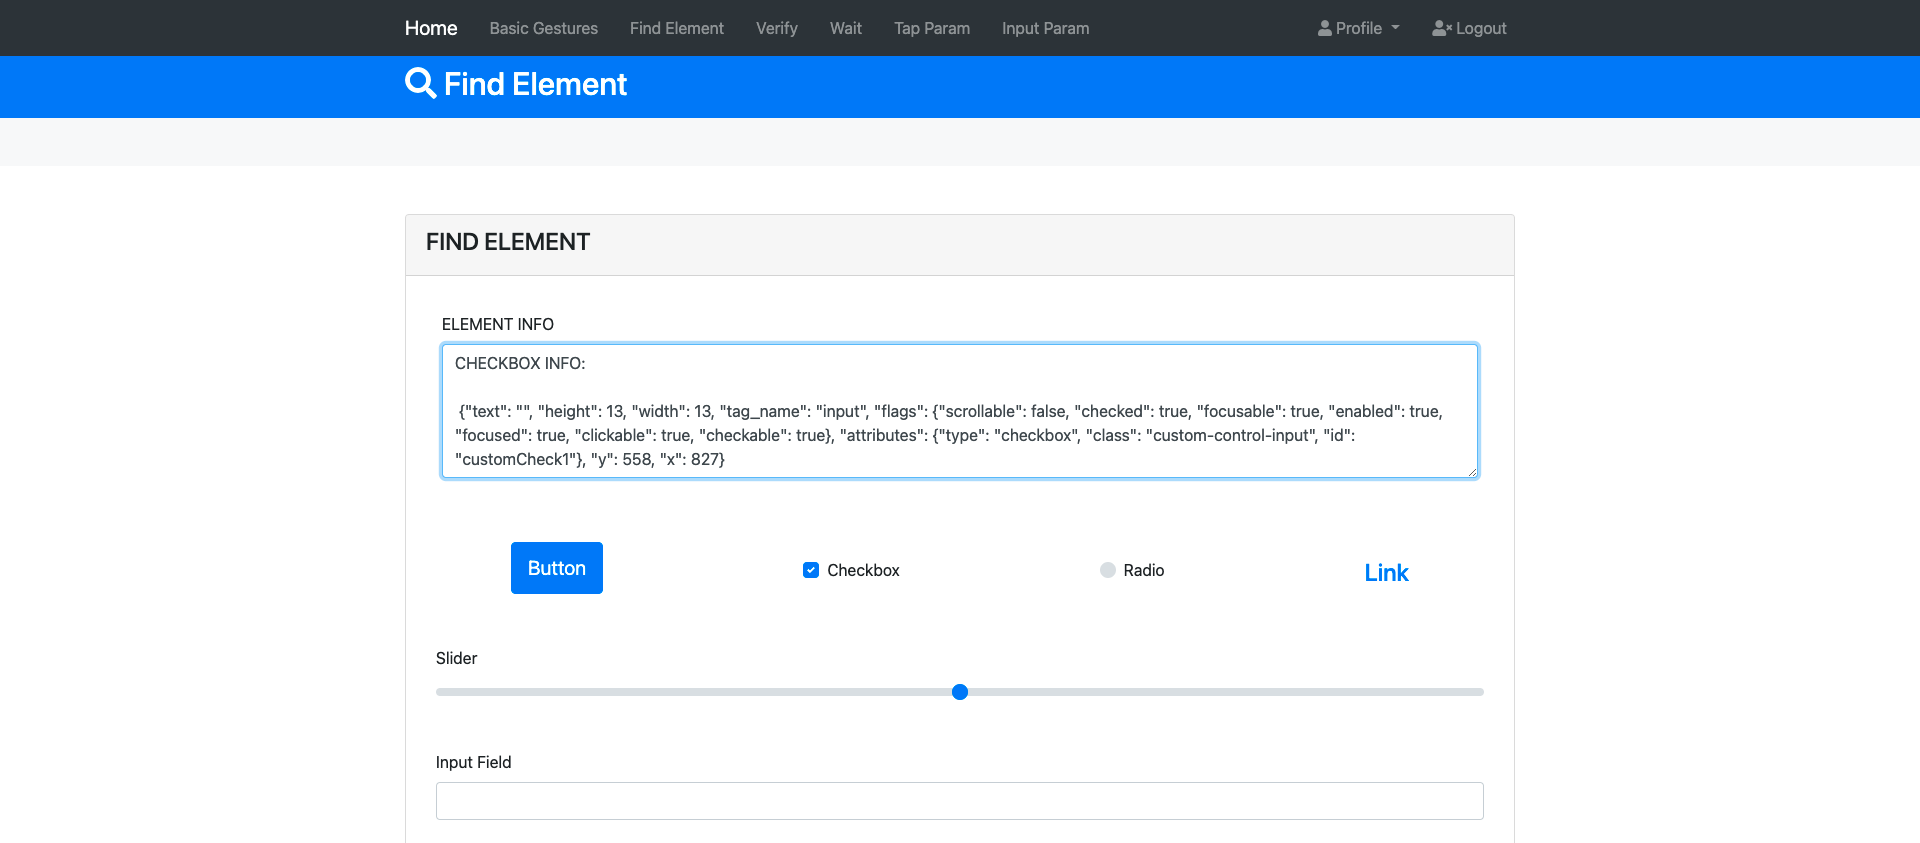 Home Basic Gestures Find Element Verify Wait Tap Param Input Param Profile Logout
Find Element
FIND ELEMENT
ELEMENT INFO
CHECKBOX INFO:
{"text": "", "height": 13, "width": 13, "tag_name": "input", "flags": {"scrollable": false, "checked": true, "focusable": true, "enabled": true,
"focused": true, "clickable": true, "checkable": true}, "attributes": {"type": "checkbox", "class": "custom-control-input", "id":
"customCheck1"}, "y": 558, "x": 827}
Button Checkbox Radio Link
Slider
Input Field